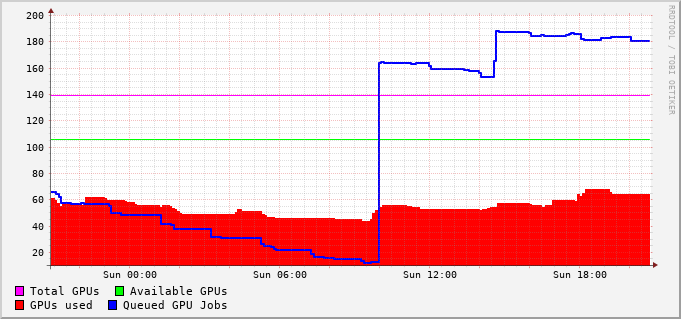 200
180
160
140
120
100
80
60
40
20
Sun 00:00 Sun 06:00 Sun 12:00 Sun 18:00
Total GPUs Available GPUs
GPUs used Queued GPU Jobs
RRDTOOL / TOBI OETIKER